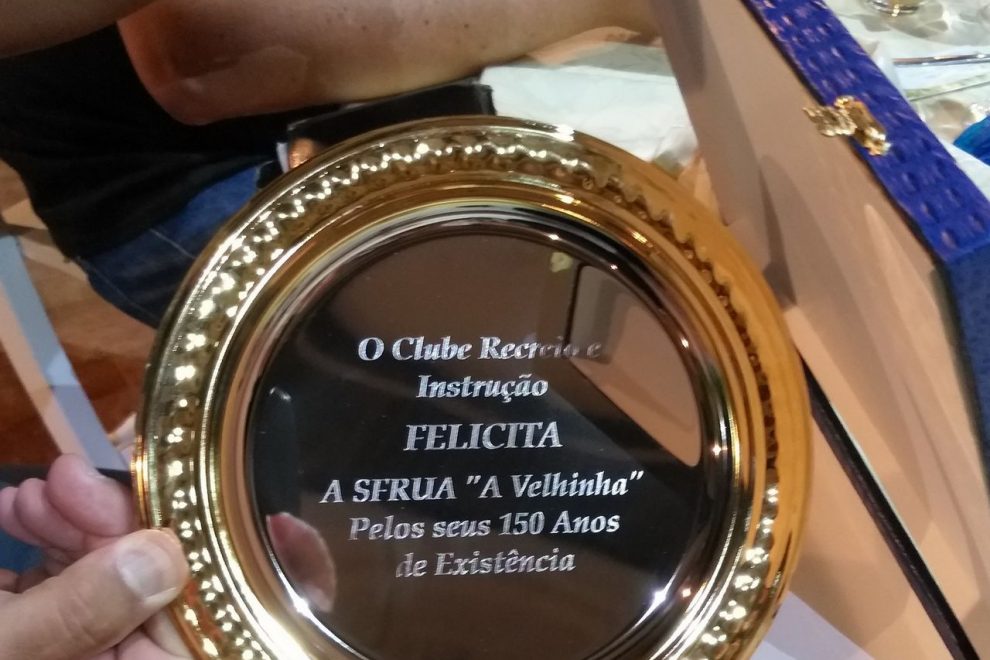 O Clube Recreio e
Instrução
FELICITA
A SFRUA "A Velhinha"
Pelos seus 150 Anos
de Existência